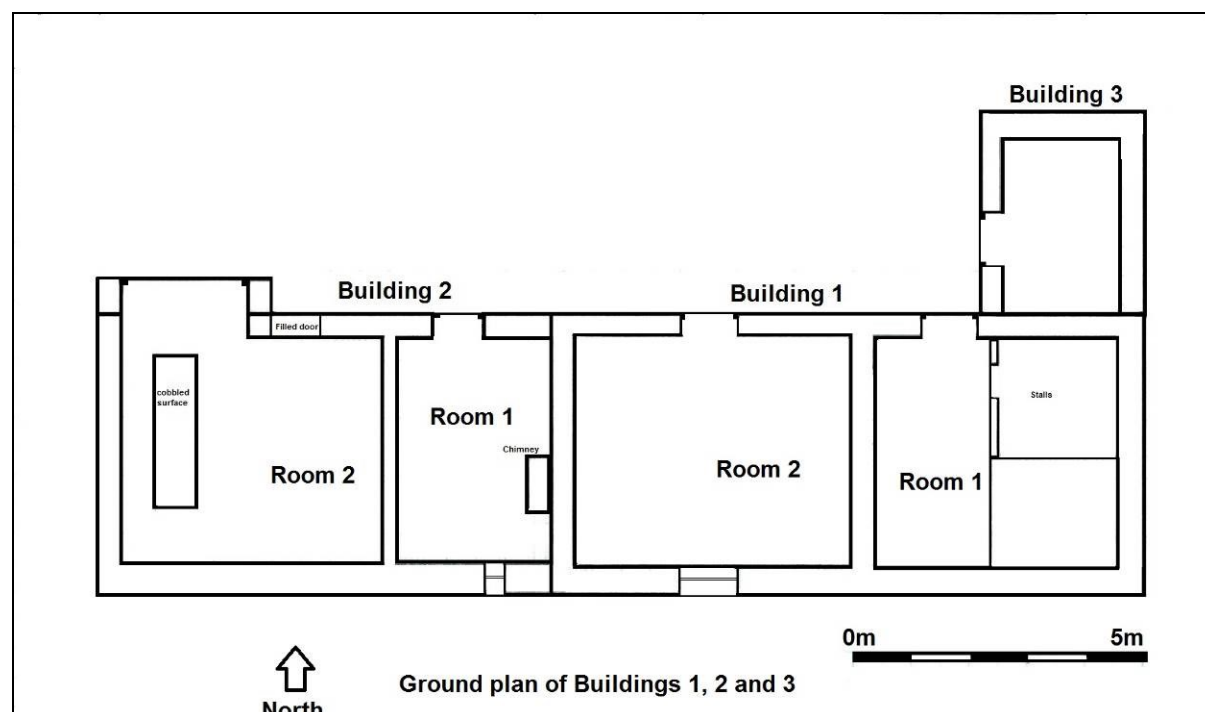 Building 3
Building 2
Building 1
Filled door
cobbled
surface
Stalls
Room 1
Chimney
Room 2
Room 2
Room 1
0m 5m
Ground plan of Buildings 1, 2 and 3
North